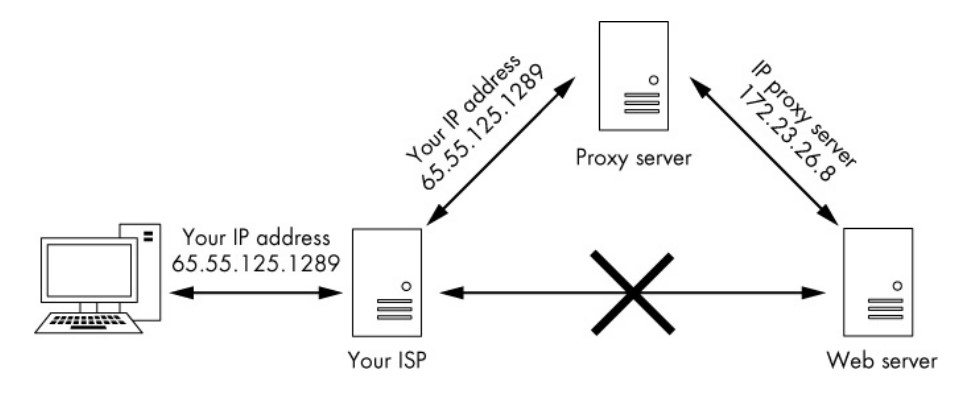 Your IP address
65.55.125.1289
IP proxy server
172.23.26.8
Proxy server
Your IP address
65.55.125.1289
Your ISP
Web server